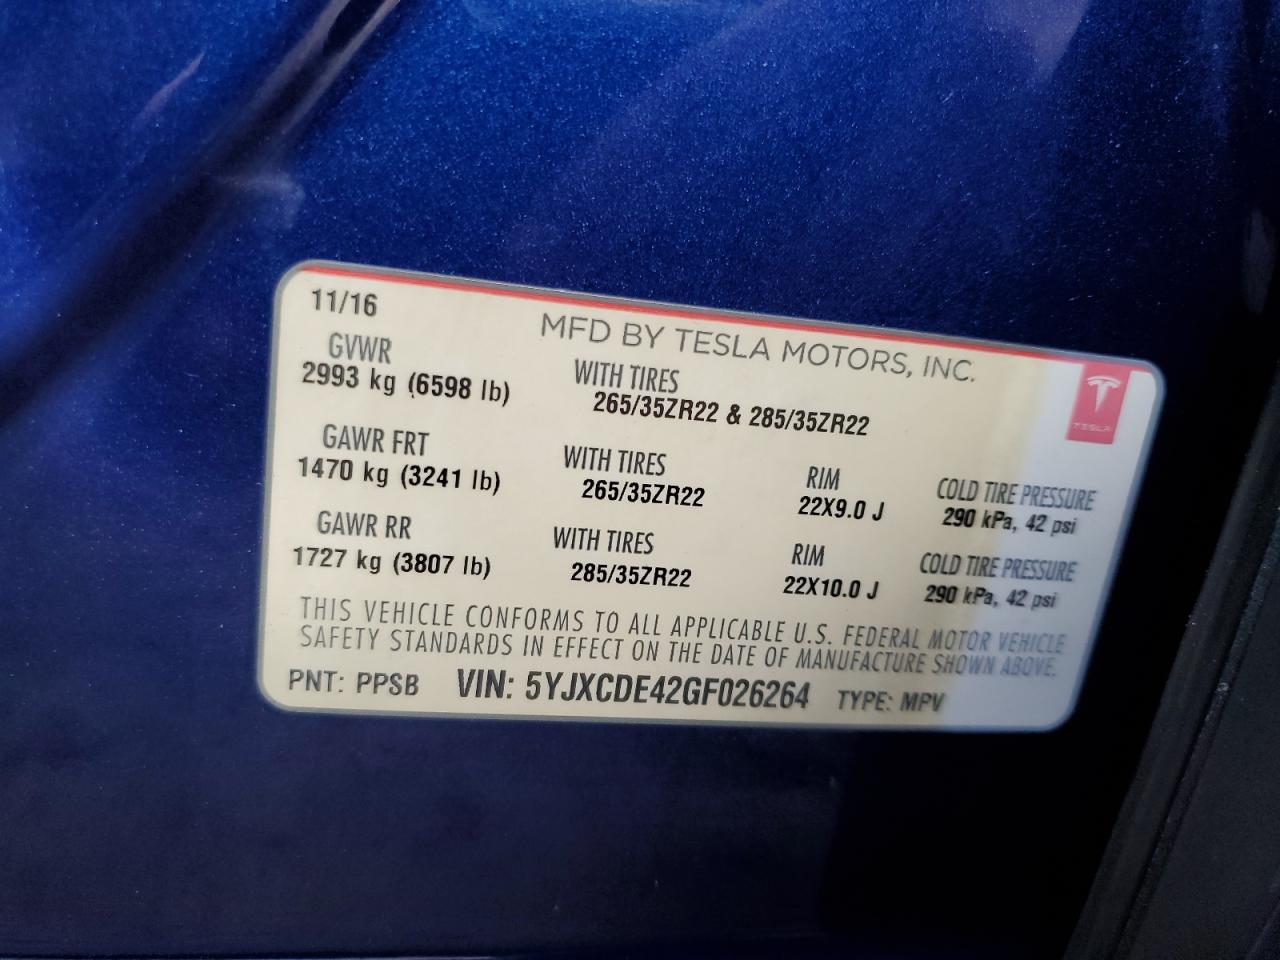 11/16
MFD BY TESLA MOTORS, INC.
GVWR
2993 kg (6598 lb)
WITH TIRES
265/35ZR22 & 285/35ZR22
TESLA
GAWR FRT
1470 kg (3241 lb)
WITH TIRES
265/35ZR22
RIM
22X9.0 J
COLD TIRE PRESSURE
290 kPa, 42 psi
GAWR RR
1727 kg (3807 lb)
WITH TIRES
285/35ZR22
RIM
22X10.0 J
COLD TIRE PRESSURE
290 kPa, 42 psi
THIS VEHICLE CONFORMS TO ALL APPLICABLE U.S. FEDERAL MOTOR VEHICLE
SAFETY STANDARDS IN EFFECT ON THE DATE OF MANUFACTURE SHOWN ABOVE.
PNT: PPSB VIN: 5YJXCDE42GF026264 TYPE: MPV